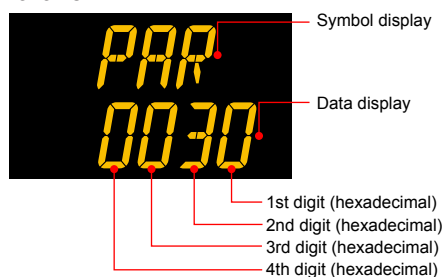 PAR
Symbol display
0030
Data display
1st digit (hexadecimal)
2nd digit (hexadecimal)
3rd digit (hexadecimal)
4th digit (hexadecimal)